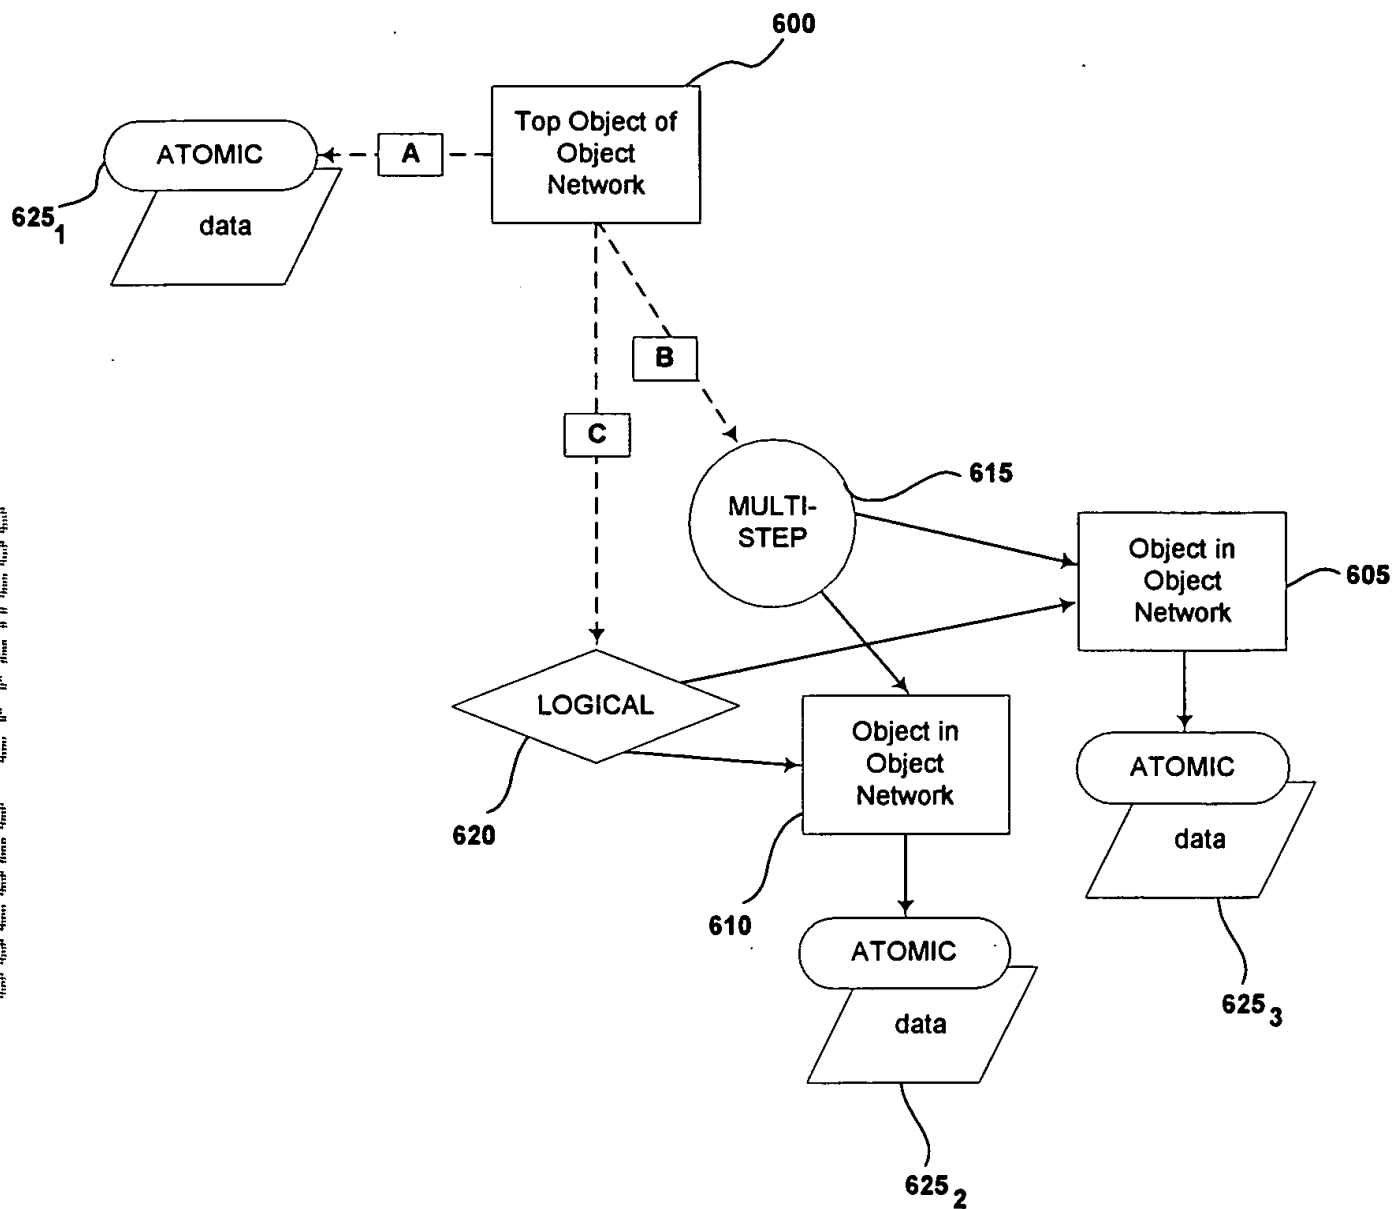 600
Top Object of
Object
Network
ATOMIC
A
625 1
data
B
C
615
MULTI-
STEP
Object in
Object
Network
605
LOGICAL
Object in
Object
Network
620
ATOMIC
data
610
ATOMIC
data
625 3
625 2